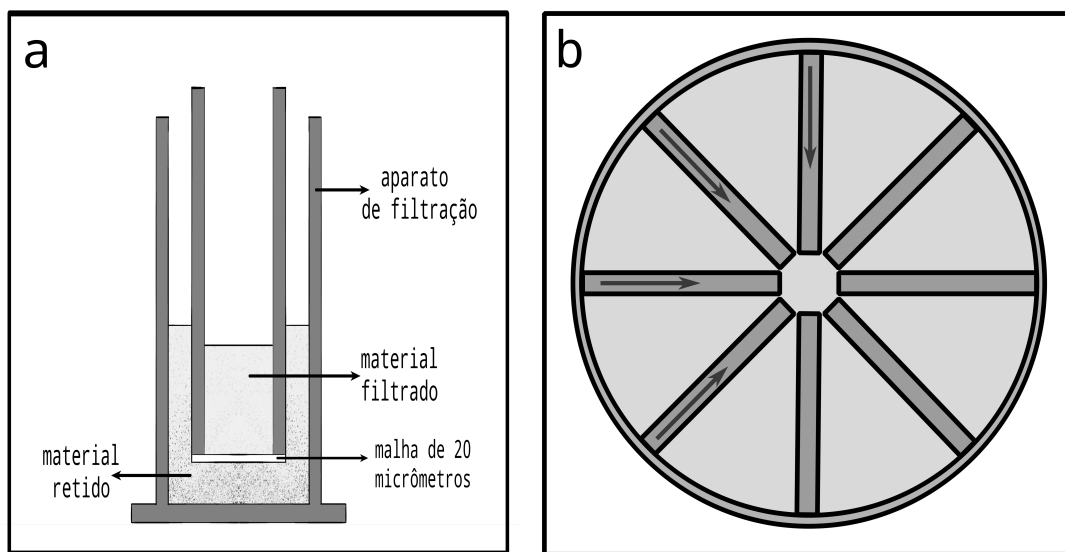 a
aparato
de filtração
material
filtrado
malha de 20
micrômetros
material
retido
b